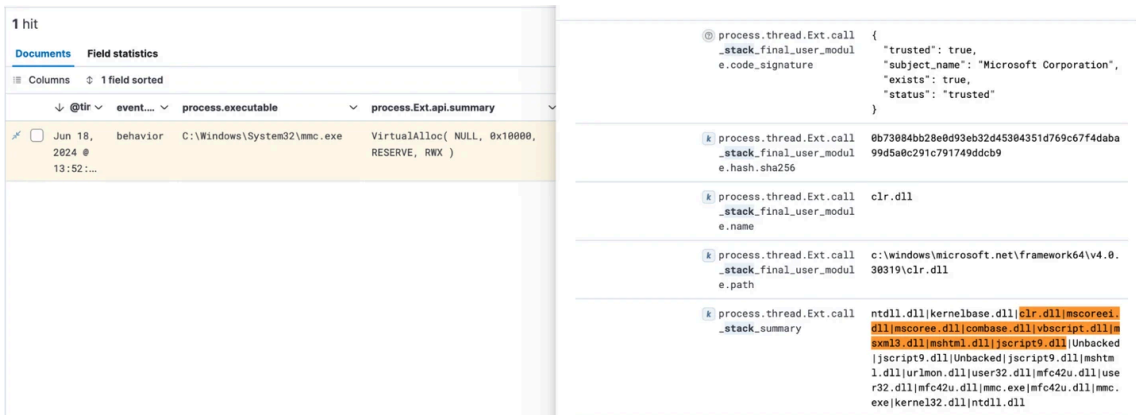 1 hit
Documents Field statistics
Columns 1 field sorted
@tir event.... process.executable process.Ext.api.summary
Jun 18, behavior C:\Windows\System32\mmc.exe VirtualAlloc( NULL, 0x10000,
2024 @ RESERVE, RWX )
13:52:...
process.thread.Ext.call {
_stack_final_user_modul "trusted": true,
e.code_signature "subject_name": "Microsoft Corporation",
"exists": true,
"status": "trusted"
}
k process.thread.Ext.call 0b73084bb28e0d93eb32d45304351d769c67f4daba
_stack_final_user_modul 99d5a0c291c791749ddcb9
e.hash.sha256
k process.thread.Ext.call clr.dll
_stack_final_user_modul
e.name
k process.thread.Ext.call c:\windows\microsoft.net\framework64\v4.0.
_stack_final_user_modul 30319\clr.dll
e.path
k process.thread.Ext.call ntdll.dll|kernelbase.dll|clr.dll|mscoreei.
_stack_summary dll|mscoree.dll|combase.dll|vbscript.dll|m
sxml3.dll|mshtml.dll|jscript9.dll|Unbacked
|jscript9.dll|Unbacked|jscript9.dll|mshtm
l.dll|urlmon.dll|user32.dll|mfc42u.dll|use
r32.dll|mfc42u.dll|mmc.exe|mfc42u.dll|mmc.
exe|kernel32.dll|ntdll.dll